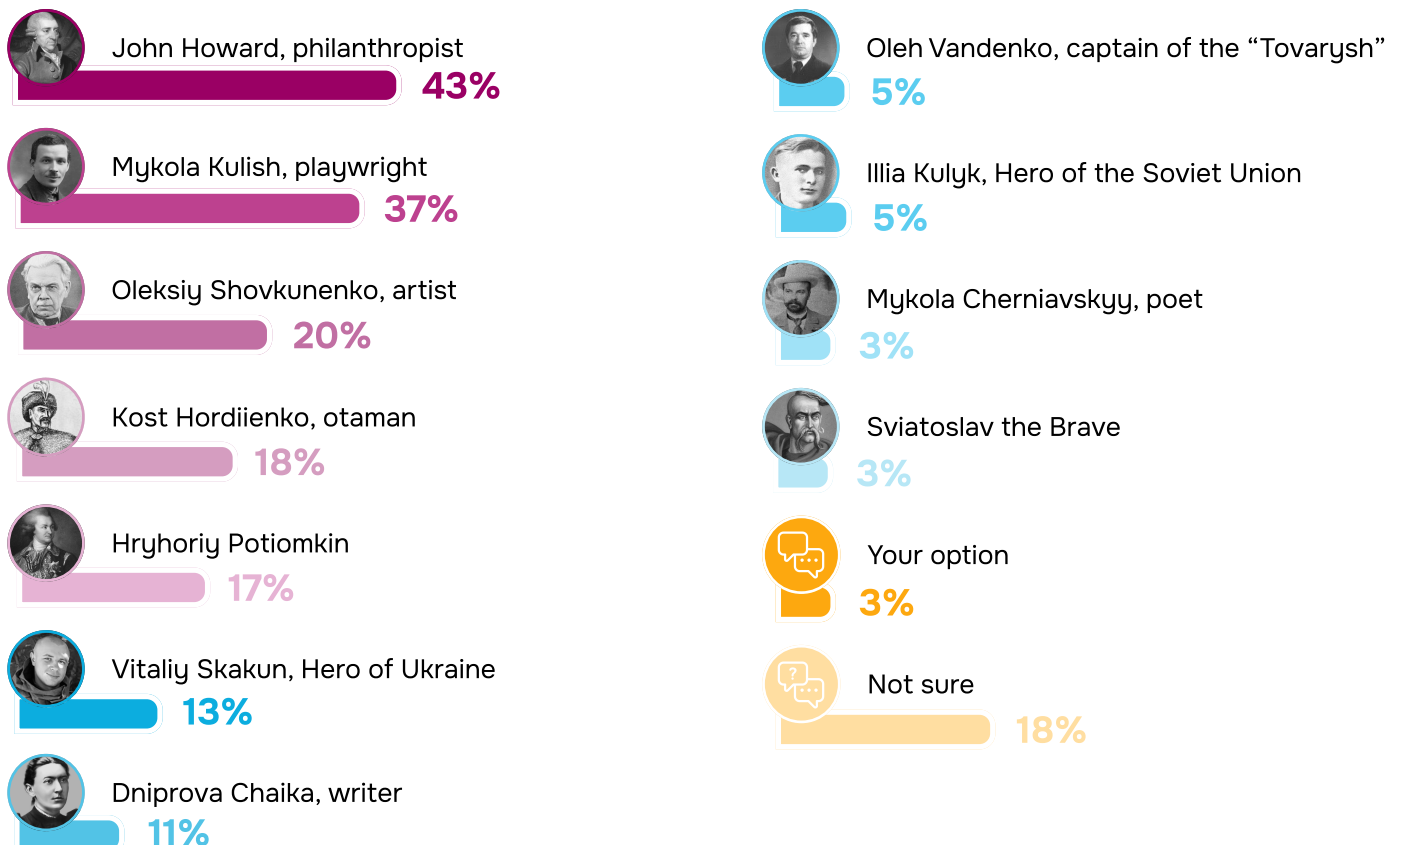 John Howard, philanthropist
43%
Mykola Kulish, playwright
37%
Oleksiy Shovkunenko, artist
20%
Kost Hordiienko, otaman
18%
Hryhoriy Potiomkin
17%
Vitaliy Skakun, Hero of Ukraine
13%
Dniprova Chaika, writer
11%
Oleh Vandenko, captain of the “Tovarysh”
5%
Illia Kulyk, Hero of the Soviet Union
5%
Mykola Cherniavskyy, poet
3%
Sviatoslav the Brave
3%
Your option
3%
?
Not sure
18%